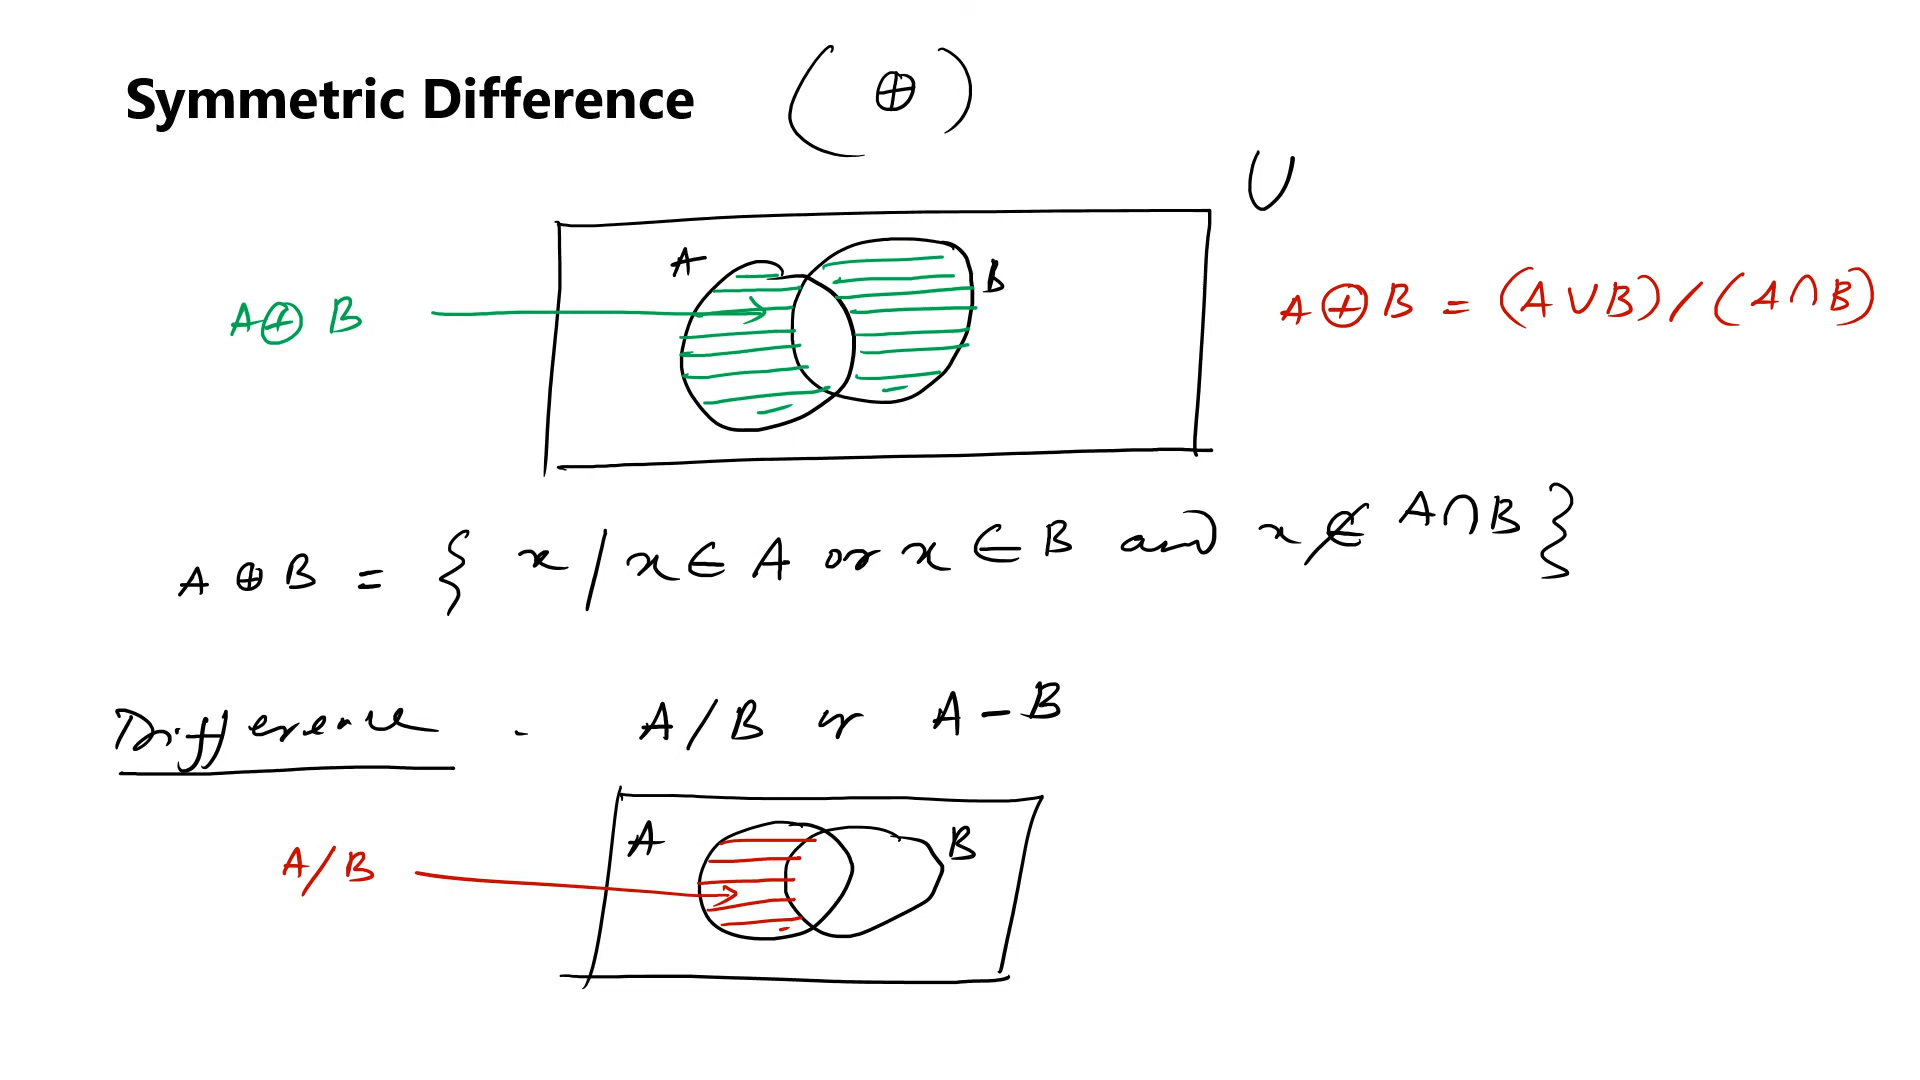 Symmetric Difference (⊕)
U
A B
A⊕B
A⊕B = (A∪B)/(A∩B)
A⊕B = { x/x∈A or x∈B and x∉A∩B }
Difference . A/B or A-B
A B
A/B